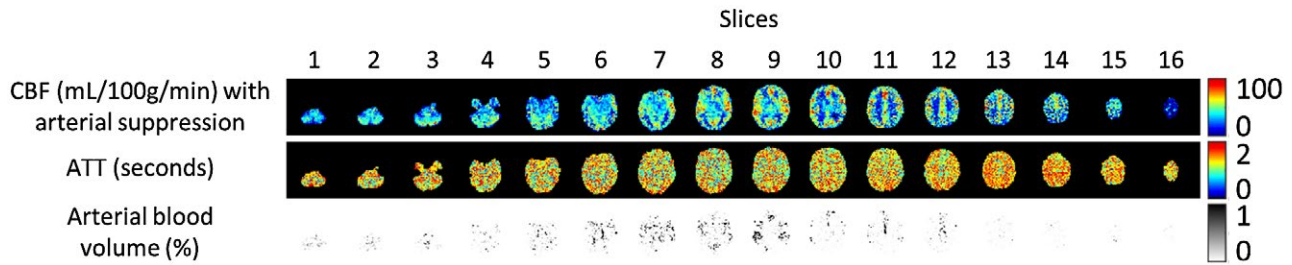 Slices
1 2 3 4 5 6 7 8 9 10 11 12 13 14 15 16
CBF (mL/100g/min) with
arterial suppression
100
0
ATT (seconds)
2
0
Arterial blood
volume (%)
1
0